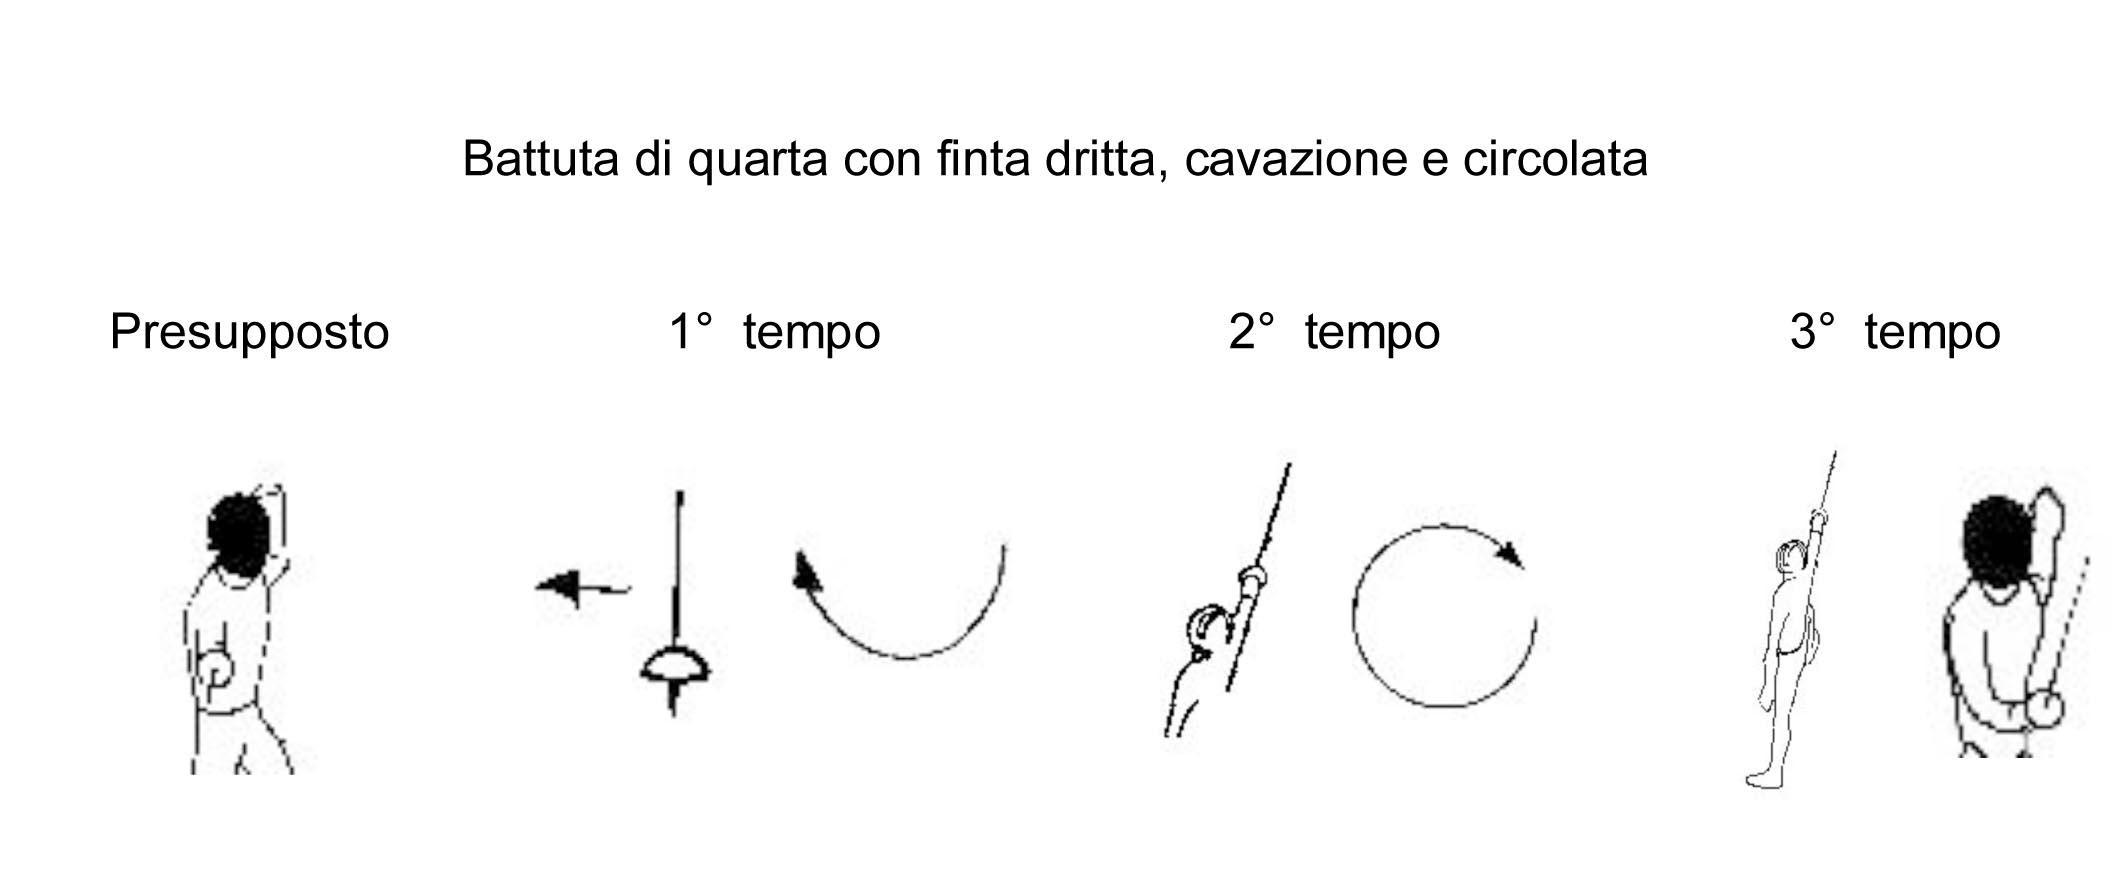 Battuta di quarta con finta dritta, cavazione e circolata
Presupposto 1° tempo 2° tempo 3° tempo